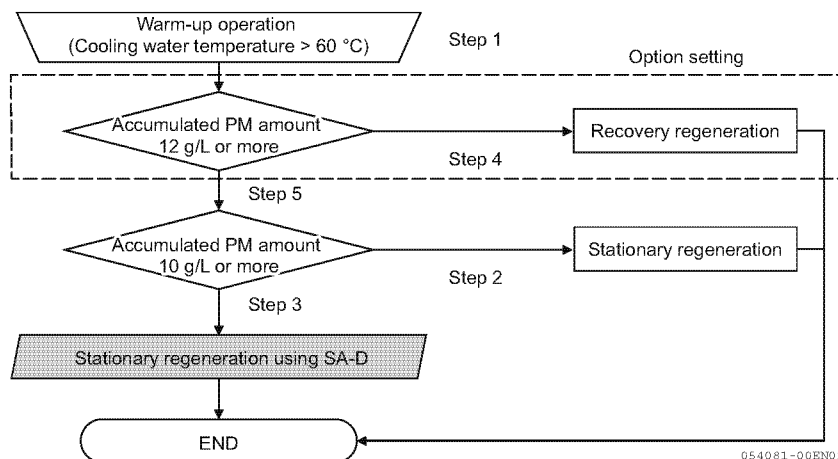 Warm-up operation
(Cooling water temperature > 60 °C)
Step 1
Option setting
Accumulated PM amount
12 g/L or more
Recovery regeneration
Step 4
Step 5
Accumulated PM amount
10 g/L or more
Stationary regeneration
Step 2
Step 3
Stationary regeneration using SA-D
END
054081-00EN0